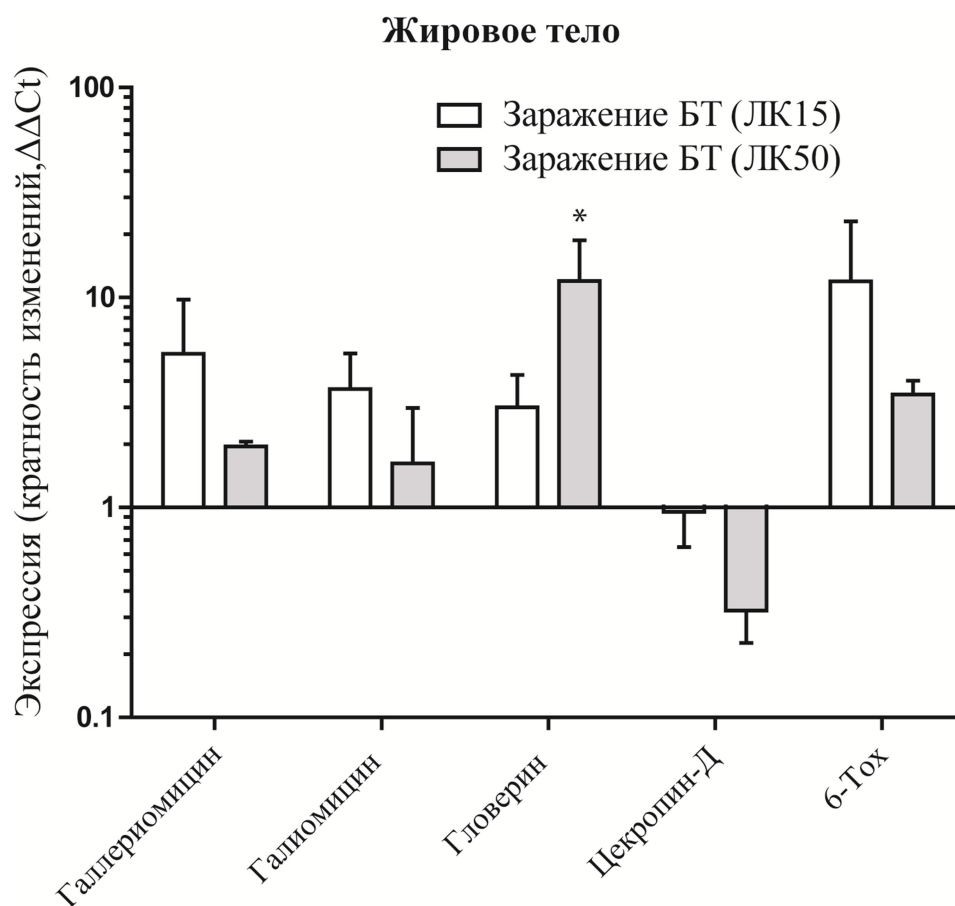 Жировое тело
Экспрессия (кратность изменений,ΔΔCt)
100
10
1
0.1
Заражение БТ (ЛК15)
Заражение БТ (ЛК50)
*
Галлериомицин
Галиомицин
Гловерин
Цекропин-Д
6-Tox